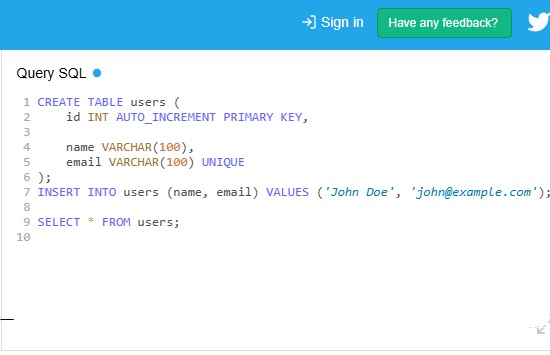 Sign in
Have any feedback?
Query SQL
1 CREATE TABLE users (
2     id INT AUTO_INCREMENT PRIMARY KEY,
3
4     name VARCHAR(100),
5     email VARCHAR(100) UNIQUE
6 );
7 INSERT INTO users (name, email) VALUES ('John Doe', 'john@example.com');
8
9 SELECT * FROM users;
10